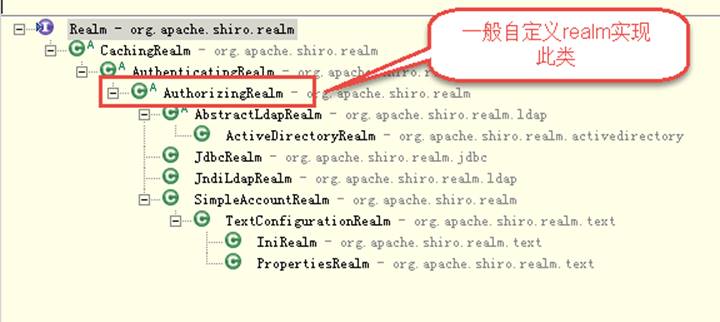 Realm - org.apache.shiro.realm
CachingRealm - org.apache.shiro.realm
AuthenticatingRealm - org.apache.shiro.r
AuthorizingRealm - org.apache.shiro.realm
AbstractLdapRealm - org.apache.shiro.realm.ldap
ActiveDirectoryRealm - org.apache.shiro.realm.activedirectory
JdbcRealm - org.apache.shiro.realm.jdbc
JndiLdapRealm - org.apache.shiro.realm.ldap
SimpleAccountRealm - org.apache.shiro.realm
TextConfigurationRealm - org.apache.shiro.realm.text
IniRealm - org.apache.shiro.realm.text
PropertiesRealm - org.apache.shiro.realm.text
一般自定义realm实现
此类